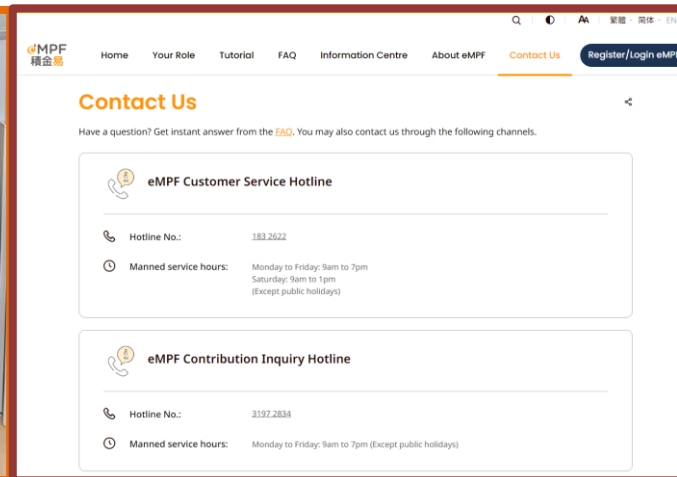 繁體 · 简体 · EN
eMPF
積金易
Home Your Role Tutorial FAQ Information Centre About eMPF Contact Us Register/Login eMPF
Contact Us
Have a question? Get instant answer from the FAQ. You may also contact us through the following channels.
eMPF Customer Service Hotline
Hotline No.: 183 2622
Manned service hours: Monday to Friday: 9am to 7pm
Saturday: 9am to 1pm
(Except public holidays)
eMPF Contribution Inquiry Hotline
Hotline No.: 3197 2834
Manned service hours: Monday to Friday: 9am to 7pm (Except public holidays)